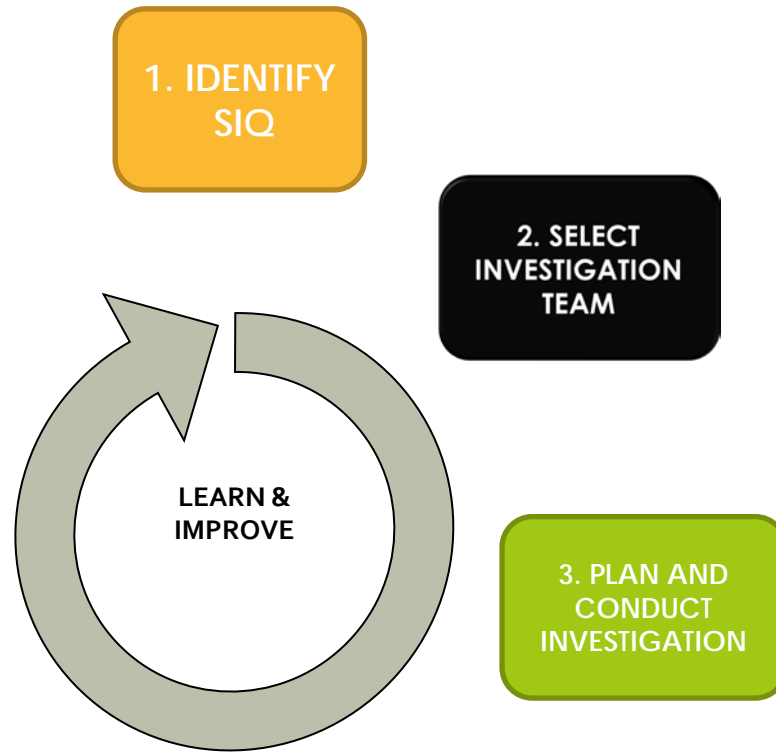 1. IDENTIFY
SIQ
2. SELECT
INVESTIGATION
TEAM
LEARN &
IMPROVE
3. PLAN AND
CONDUCT
INVESTIGATION